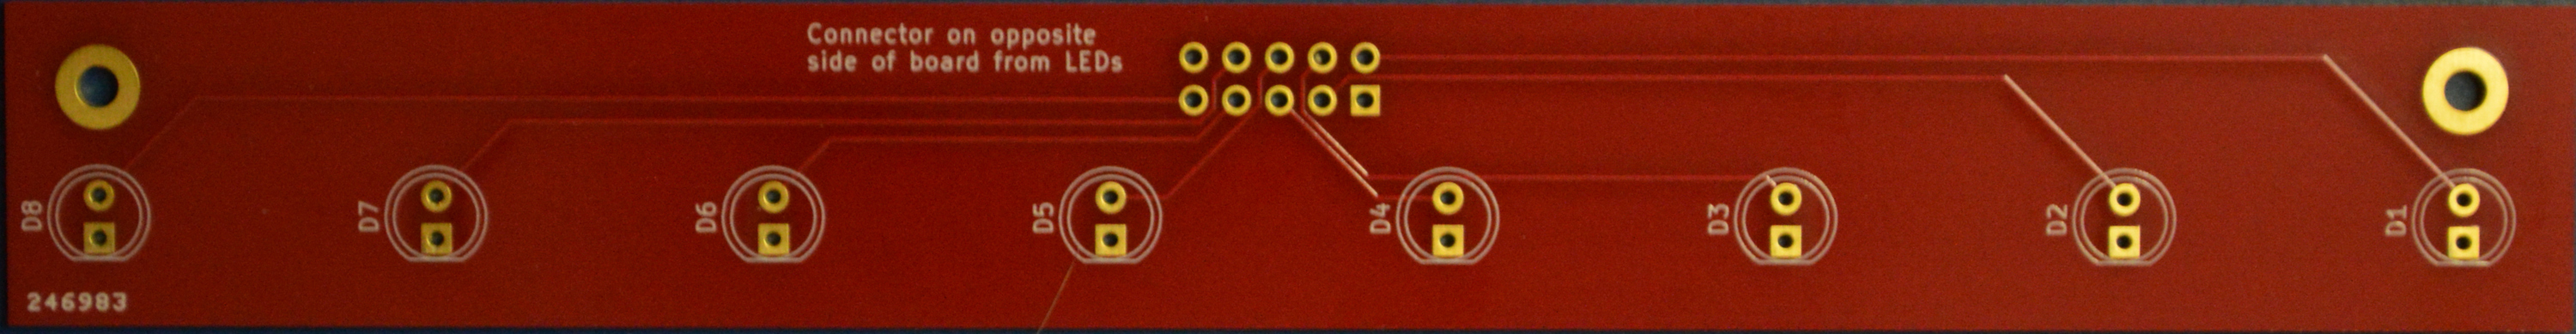 Connector on opposite
side of board from LEDs
D8
D7
D6
D5
D4
D3
D2
D1
246983